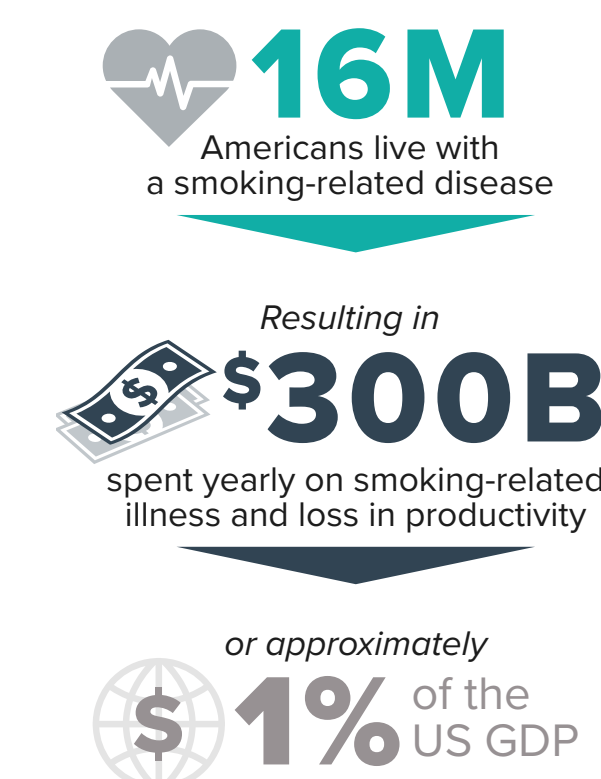 16M
Americans live with
a smoking-related disease
Resulting in
$300B
spent yearly on smoking-related
illness and loss in productivity
or approximately
$ 1% of the
US GDP